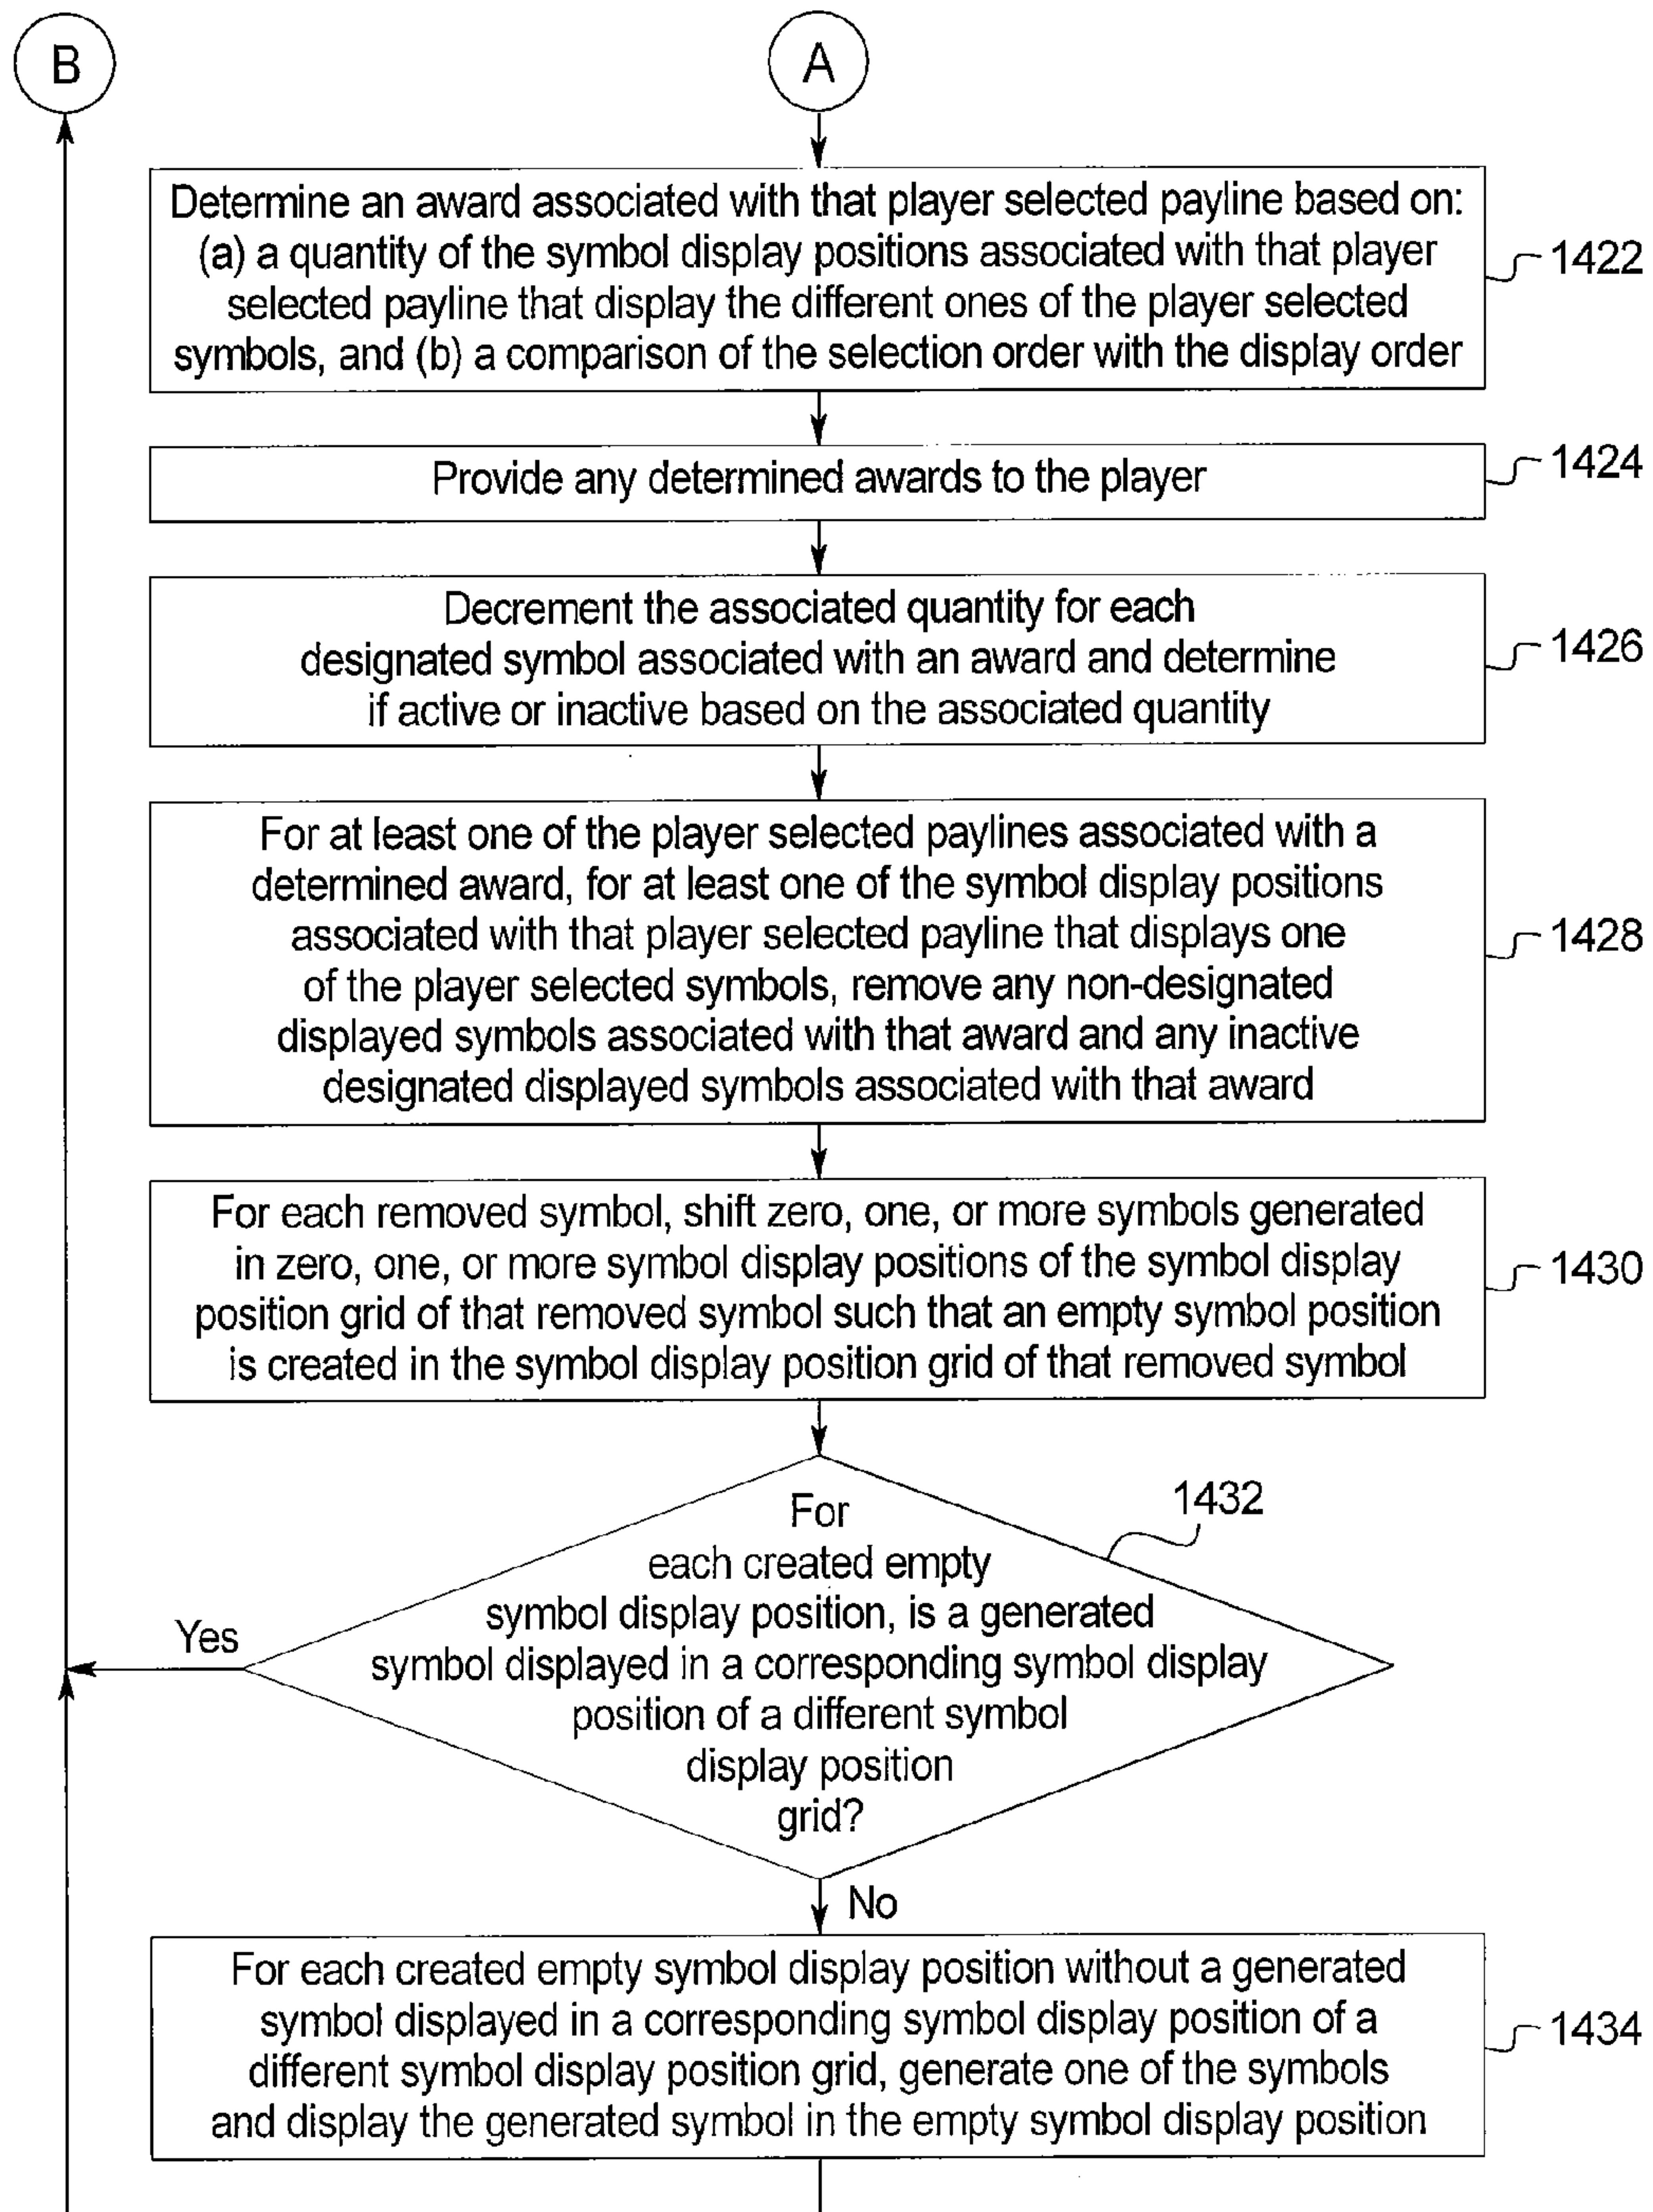 B
A
Determine an award associated with that player selected payline based on:
(a) a quantity of the symbol display positions associated with that player
selected payline that display the different ones of the player selected
symbols, and (b) a comparison of the selection order with the display order
1422
Provide any determined awards to the player
1424
Decrement the associated quantity for each
designated symbol associated with an award and determine
if active or inactive based on the associated quantity
1426
For at least one of the player selected paylines associated with a
determined award, for at least one of the symbol display positions
associated with that player selected payline that displays one
of the player selected symbols, remove any non-designated
displayed symbols associated with that award and any inactive
designated displayed symbols associated with that award
1428
For each removed symbol, shift zero, one, or more symbols generated
in zero, one, or more symbol display positions of the symbol display
position grid of that removed symbol such that an empty symbol position
is created in the symbol display position grid of that removed symbol
1430
1432
For
each created empty
symbol display position, is a generated
symbol displayed in a corresponding symbol display
position of a different symbol
display position
grid?
Yes
No
For each created empty symbol display position without a generated
symbol displayed in a corresponding symbol display position of a
different symbol display position grid, generate one of the symbols
and display the generated symbol in the empty symbol display position
1434